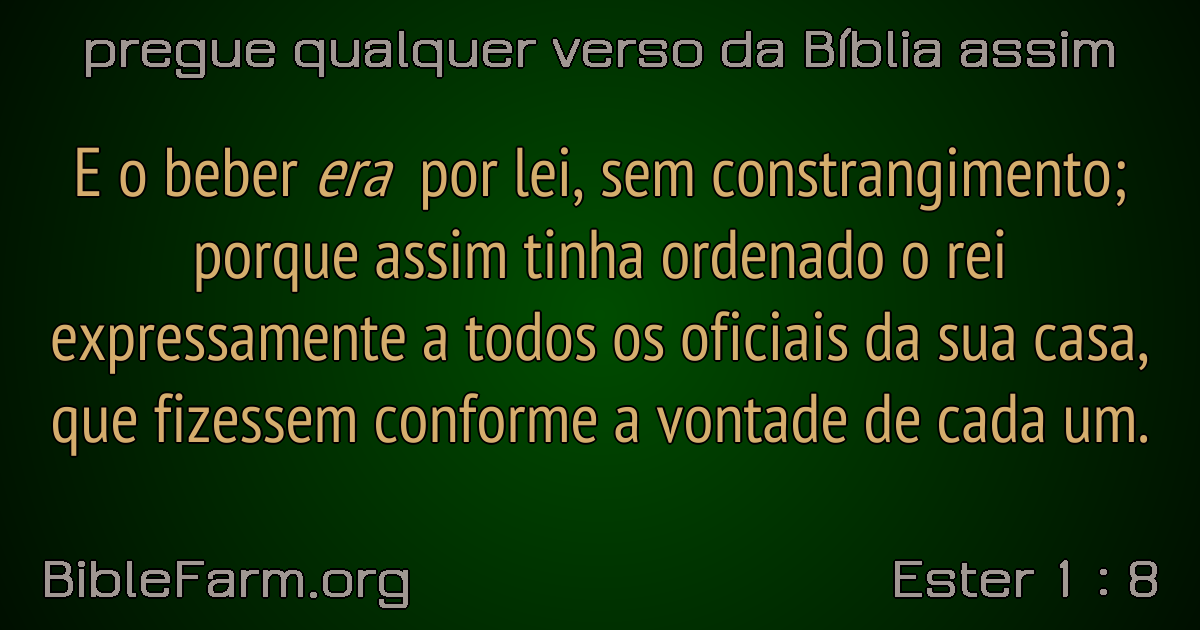 pregue qualquer verso da Bíblia assim
E o beber era por lei, sem constrangimento;
porque assim tinha ordenado o rei
expressamente a todos os oficiais da sua casa,
que fizessem conforme a vontade de cada um.
BibleFarm.org
Ester 1 : 8